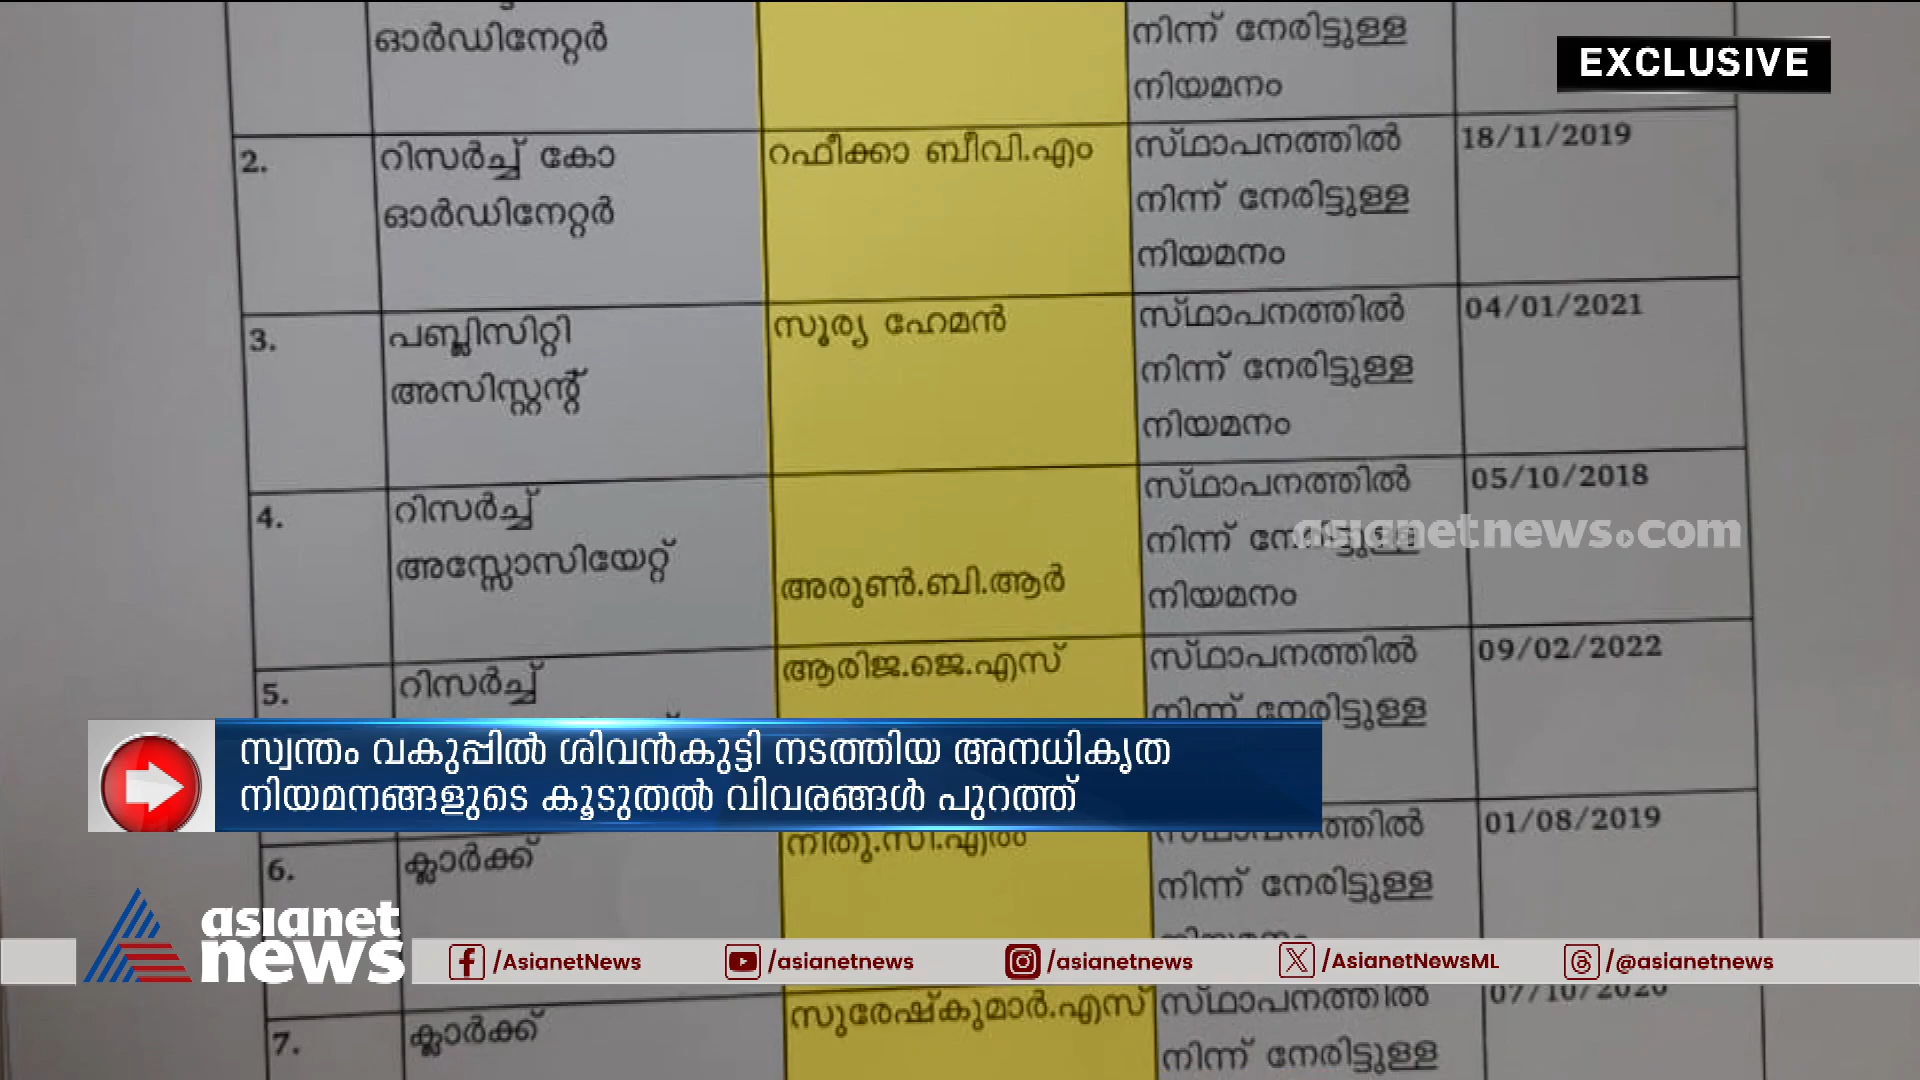 ഓർഡിനേറ്റർ
നിന്ന് നേരിട്ടുള്ള
നിയമനം
EXCLUSIVE
2.
റിസർച്ച് കോ
ഓർഡിനേറ്റർ
റഫീക്കാ ബീവി.എം
സ്ഥാപനത്തിൽ
നിന്ന് നേരിട്ടുള്ള
നിയമനം
18/11/2019
3.
പബ്ലിസിറ്റി
അസിസ്റ്റന്റ്
സൂര്യ ഹേമൻ
സ്ഥാപനത്തിൽ
നിന്ന് നേരിട്ടുള്ള
നിയമനം
04/01/2021
4.
റിസർച്ച്
അസ്സോസിയേറ്റ്
അരുൺ.ബി.ആർ
സ്ഥാപനത്തിൽ
നിന്ന് നേരിട്ടുള്ള
നിയമനം
05/10/2018
asianetnews.com
5.
റിസർച്ച്
ആരിജ.ജെ.എസ്
സ്ഥാപനത്തിൽ
നിന്ന് നേരിട്ടുള്ള
09/02/2022
സ്വന്തം വകുപ്പിൽ ശിവൻകുട്ടി നടത്തിയ അനധികൃത
നിയമനങ്ങളുടെ കൂടുതൽ വിവരങ്ങൾ പുറത്ത്
6.
ക്ലാർക്ക്
നീതു.സി.എൽ
സ്ഥാപനത്തിൽ
നിന്ന് നേരിട്ടുള്ള
01/08/2019
asianet
news
/AsianetNews
/asianetnews
/asianetnews
/AsianetNewsML
/@asianetnews
7.
ക്ലാർക്ക്
സുരേഷ്കുമാർ.എസ്
സ്ഥാപനത്തിൽ
നിന്ന് നേരിട്ടുള്ള
07/10/2020